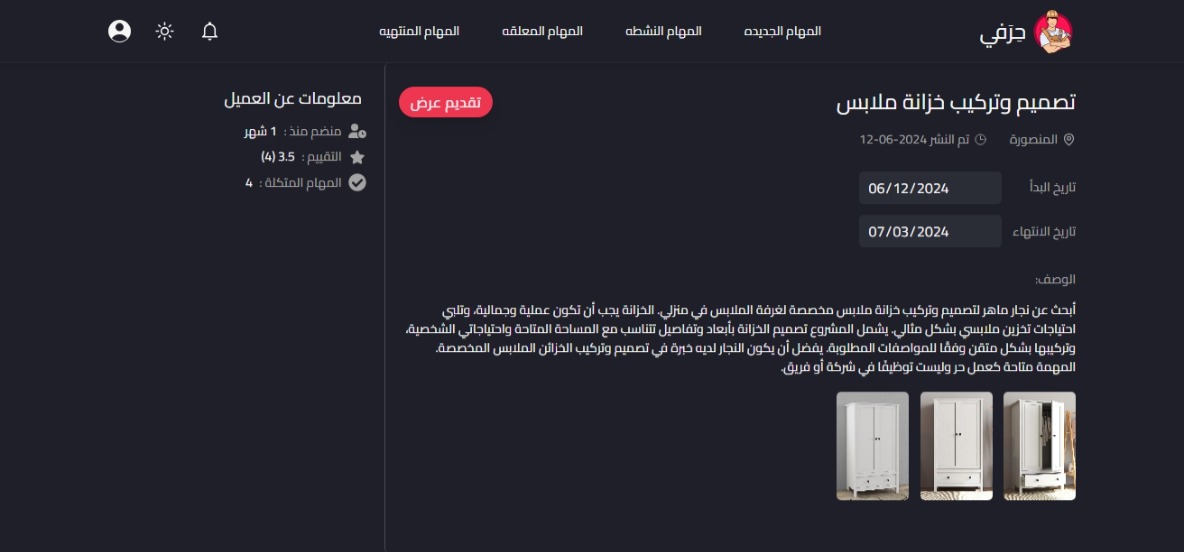 حِرَفي
المهام الجديده
المهام النشطه
المهام المعلقه
المهام المنتهيه
تصميم وتركيب خزانة ملابس
تقديم عرض
المنصورة
تم النشر 2024-06-12
تاريخ البدأ
06/12/2024
تاريخ الانتهاء
07/03/2024
الوصف:
أبحث عن نجار ماهر لتصميم وتركيب خزانة ملابس مخصصة لغرفة الملابس في منزلي. الخزانة يجب أن تكون عملية وجمالية، وتلبي
احتياجات تخزين ملابسي بشكل مثالي. يشمل المشروع تصميم الخزانة بأبعاد وتفاصيل تتناسب مع المساحة المتاحة واحتياجاتي الشخصية،
وتركيبها بشكل متقن وفقًا للمواصفات المطلوبة. يفضل أن يكون النجار لديه خبرة في تصميم وتركيب الخزائن الملابس المخصصة.
المهمة متاحة كعمل حر وليست توظيفًا في شركة أو فريق.
معلومات عن العميل
منضم منذ : 1 شهر
التقييم : 3.5 (4)
المهام المتكلة : 4